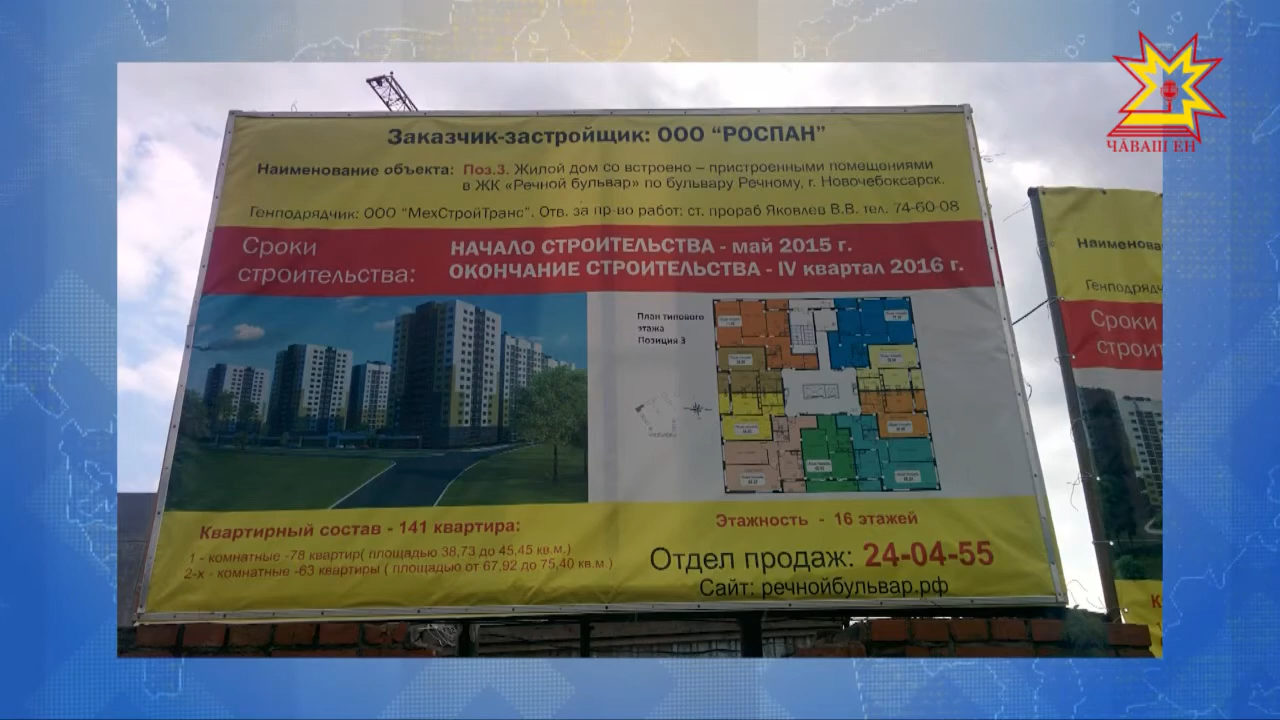 ЧӐВАШ ЕН
Заказчик-застройщик: ООО “РОСПАН”
Наименование объекта: Поз.3. Жилой дом со встроено – пристроенными помещениями
в ЖК «Речной бульвар» по бульвару Речному, г. Новочебоксарск.
Генподрядчик: ООО "МехСтройТранс". Отв. за пр-во работ: ст. прораб Яковлев В.В. тел. 74-60-08
Сроки
строительства:
НАЧАЛО СТРОИТЕЛЬСТВА - май 2015 г.
ОКОНЧАНИЕ СТРОИТЕЛЬСТВА - IV квартал 2016 г.
План типового
этажа
Позиция 3
Квартирный состав - 141 квартира:
1 - комнатные -78 квартир( площадью 38,73 до 45,45 кв.м.)
2-х - комнатные -63 квартиры ( площадью от 67,92 до 75,40 кв.м.)
Этажность - 16 этажей
Отдел продаж: 24-04-55
Сайт: речнойбульвар.рф
Наименова
Генподрядч
Сроки
строит
К